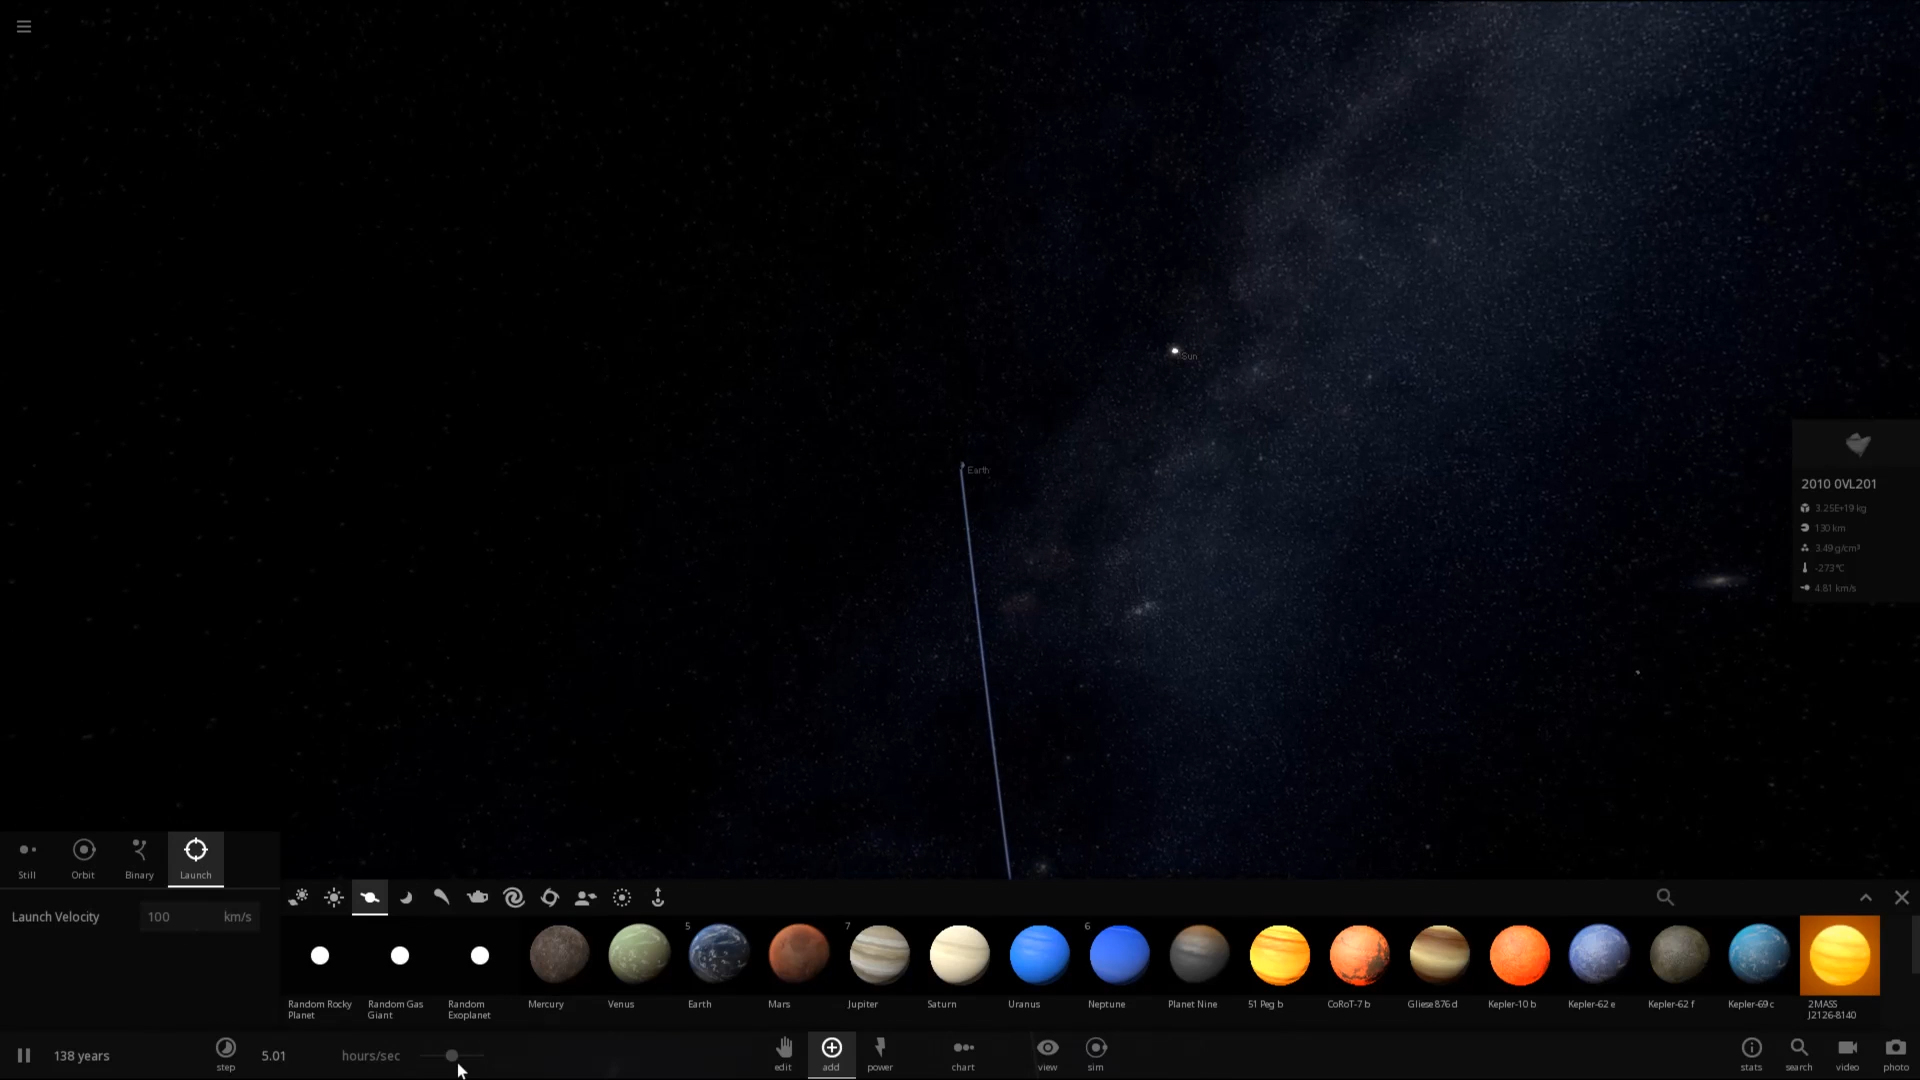 Sun
Earth
2010 OVL201
3.25E+19 kg
130 km
3.49 g/cm³
-273°C
4.81 km/s
Still
Orbit
Binary
Launch
Launch Velocity
100
km/s
5
7
6
Random Rocky
Planet
Random Gas
Giant
Random
Exoplanet
Mercury
Venus
Earth
Mars
Jupiter
Saturn
Uranus
Neptune
Planet Nine
51 Peg b
CoRoT-7 b
Gliese 876 d
Kepler-10 b
Kepler-62 e
Kepler-62 f
Kepler-69 c
2MASS
J2126-8140
138 years
step
5.01
hours/sec
edit
add
power
chart
view
sim
stats
search
video
photo